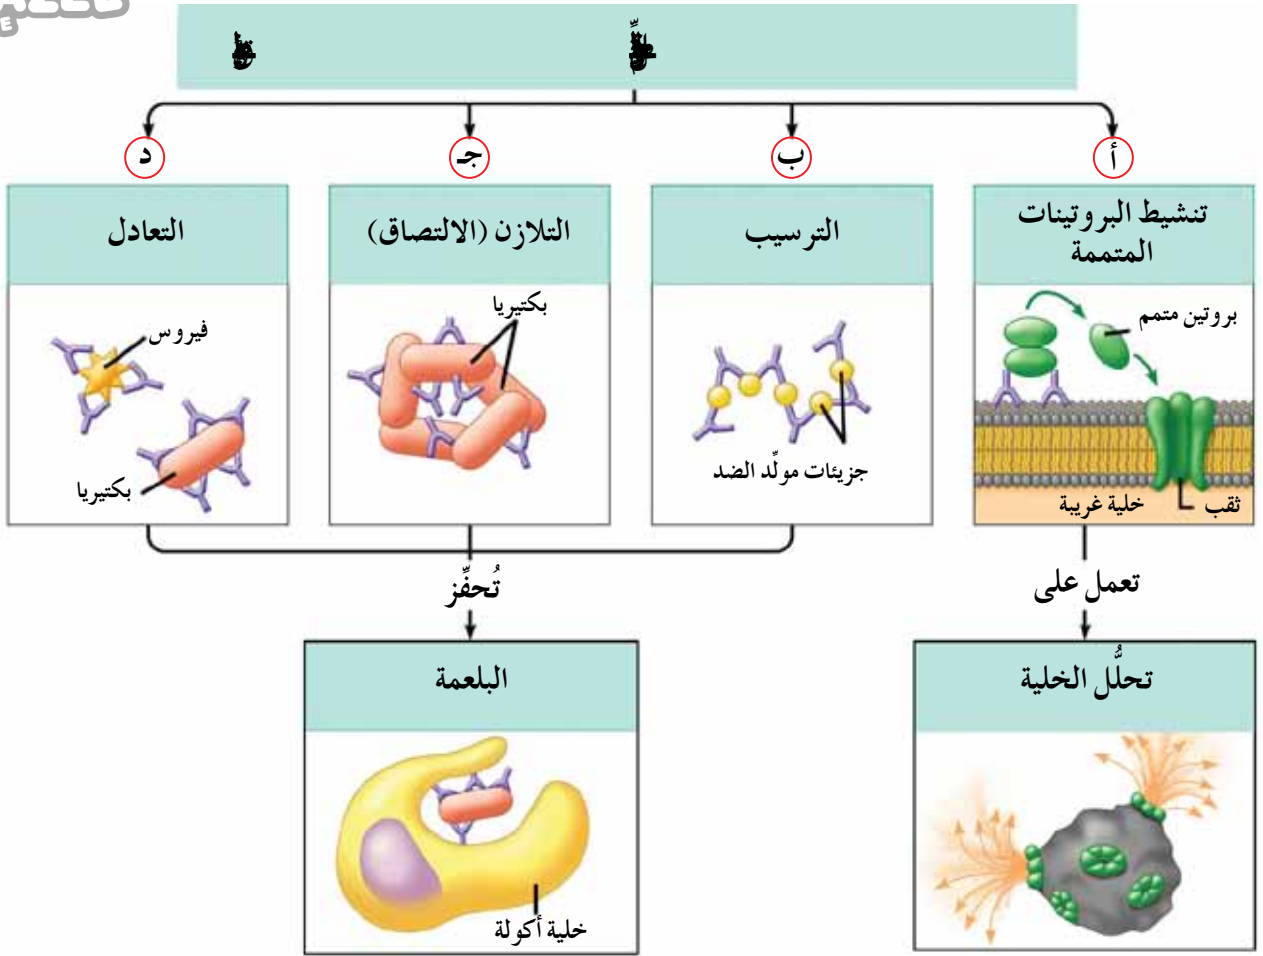 أ
ب
جـ
د
تنشيط البروتينات
المتممة
الترسيب
التلازن (الالتصاق)
التعادل
بروتين متمم
ثقب
خلية غريبة
جزيئات مولِّد الضد
بكتيريا
فيروس
بكتيريا
تعمل على
تُحفِّز
تحلُّل الخلية
البلعمة
خلية أكولة